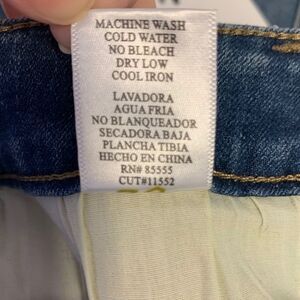 MACHINE WASH
COLD WATER
NO BLEACH
DRY LOW
COOL IRON
LAVADORA
AGUA FRIA
NO BLANQUEADOR
SECADORA BAJA
PLANCHA TIBIA
HECHO EN CHINA
RN# 85555
CUT#11552